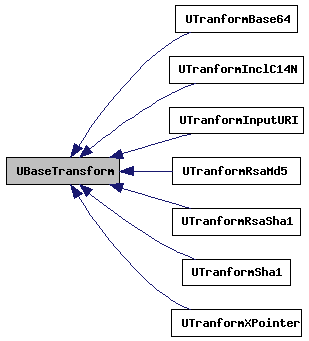 UTranformBase64
UTranformInclC14N
UTranformInputURI
UBaseTransform
UTranformRsaMd5
UTranformRsaSha1
UTranformSha1
UTranformXPointer